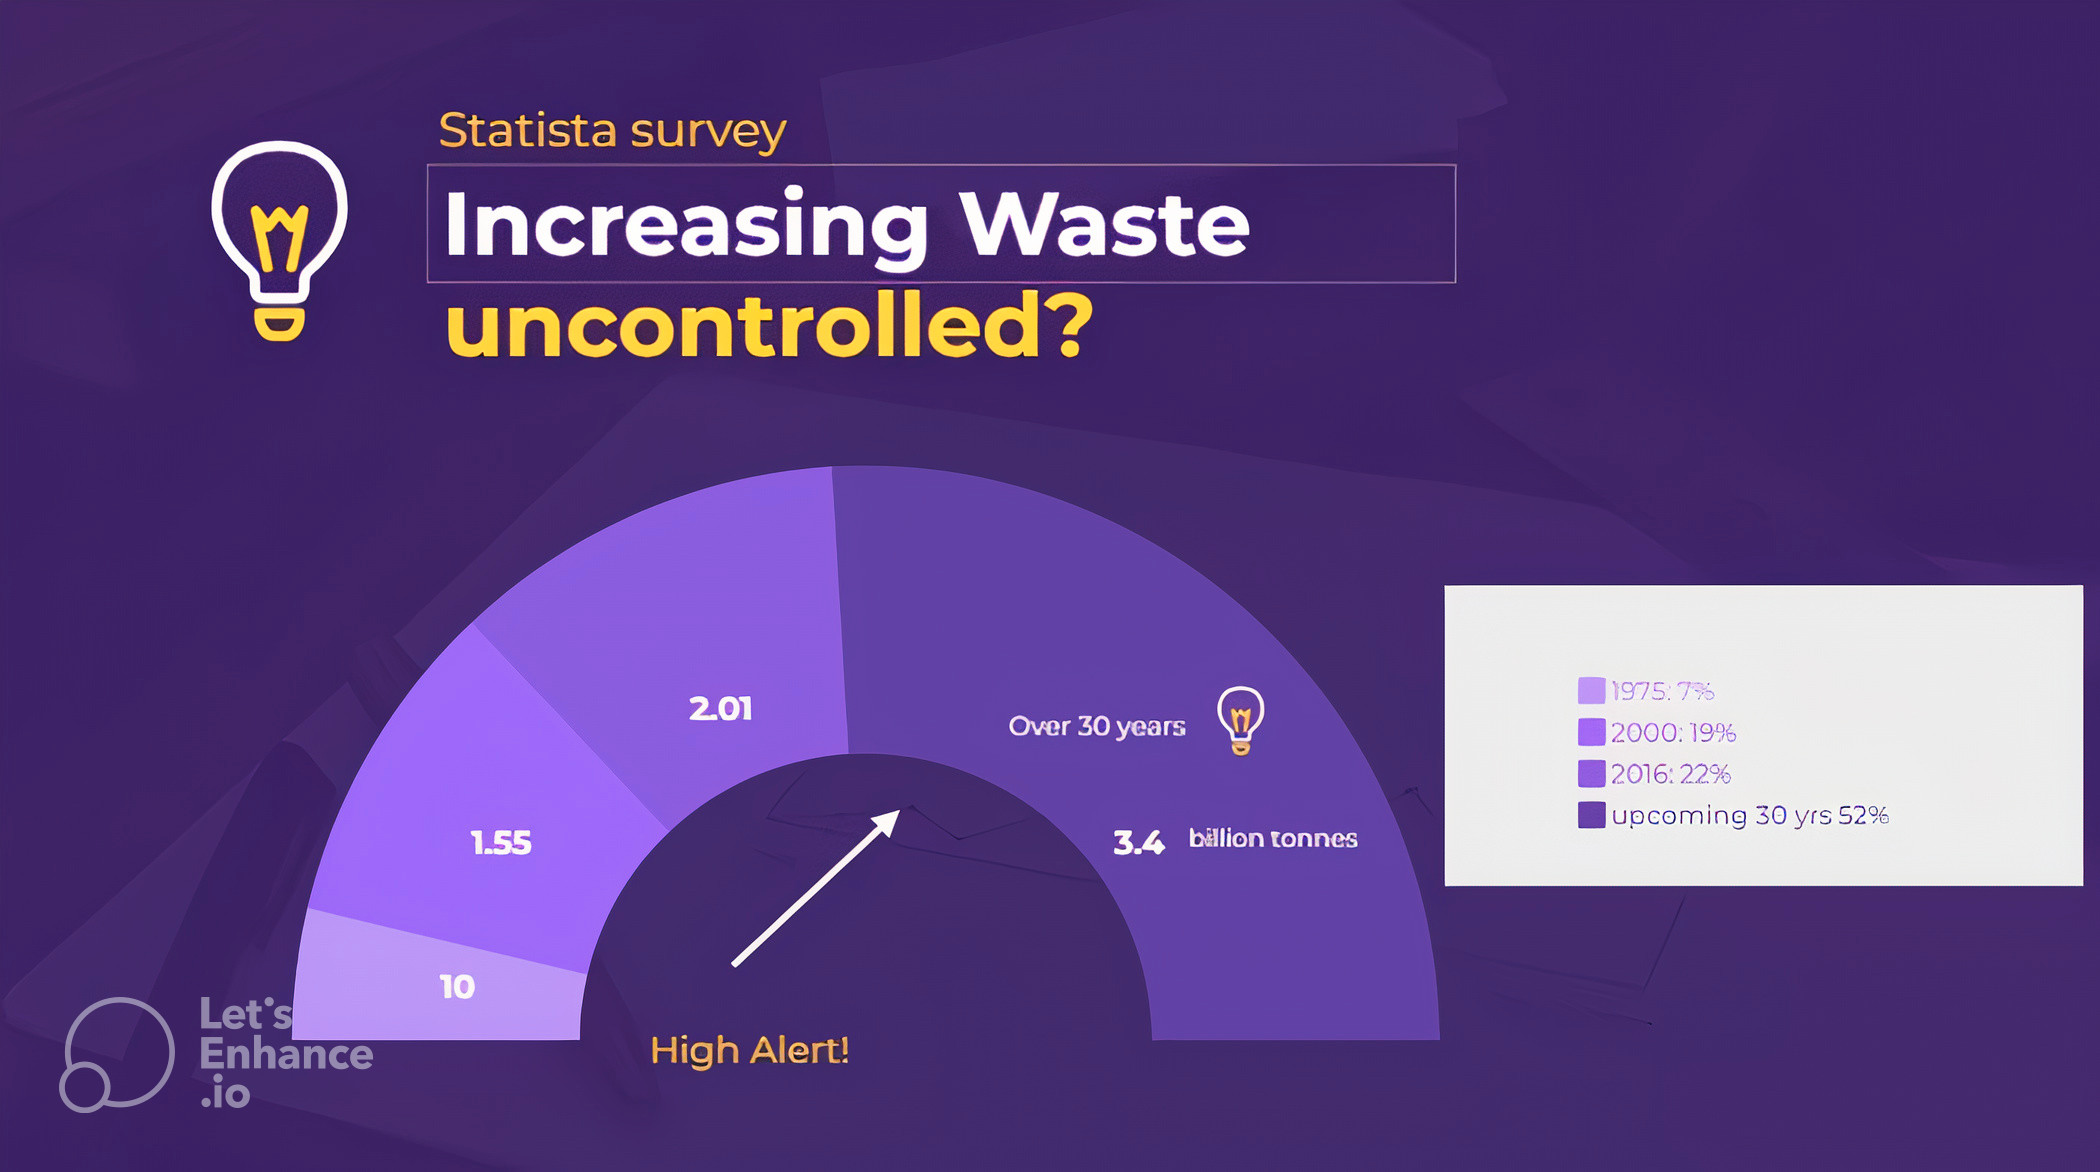 Statista survey
Increasing Waste
uncontrolled?
2.01
Over 30 years
1.55
3.4 billion tonnes
10
High Alert!
1975: 7%
2000: 19%
2016: 22%
upcoming 30 yrs 52%
Let's
Enhance
.io